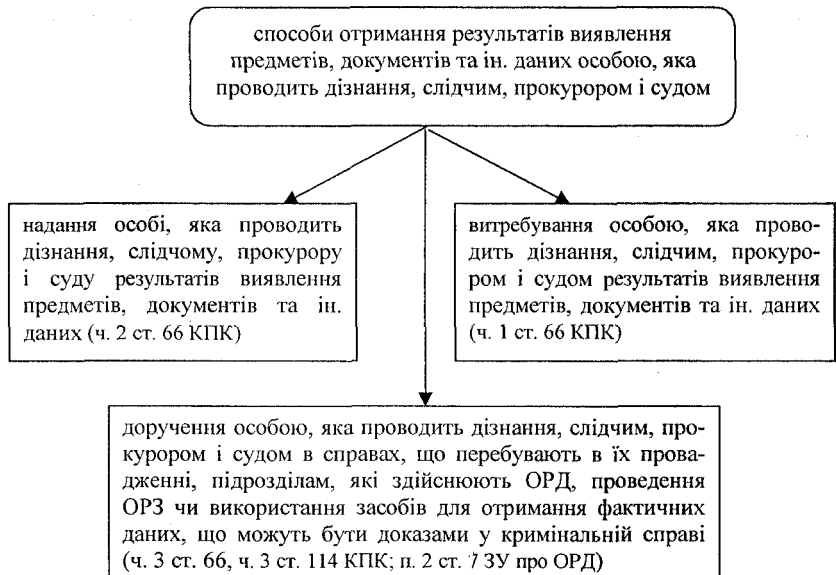 способи отримання результатів виявлення
предметів, документів та ін. даних особою, яка
проводить дізнання, слідчим, прокурором і судом
надання особі, яка проводить
дізнання, слідчому, прокурору
і суду результатів виявлення
предметів, документів та ін.
даних (ч. 2 ст. 66 КПК)
витребування особою, яка прово-
дить дізнання, слідчим, прокуро-
ром і судом результатів виявлення
предметів, документів та ін. даних
(ч. 1 ст. 66 КПК)
доручення особою, яка проводить дізнання, слідчим, про-
курором і судом в справах, що перебувають в їх прова-
дженні, підрозділам, які здійснюють ОРД, проведення
ОРЗ чи використання засобів для отримання фактичних
даних, що можуть бути доказами у кримінальній справі
(ч. 3 ст. 66, ч. 3 ст. 114 КПК; п. 2 ст. 7 ЗУ про ОРД)